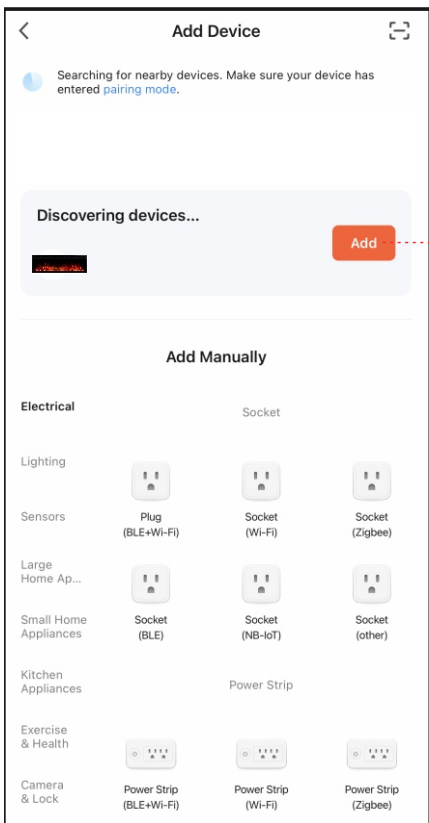 Add Device
Searching for nearby devices. Make sure your device has
entered pairing mode.
Discovering devices...
Add
Add Manually
Electrical
Lighting
Sensors
Large
Home Ap...
Small Home
Appliances
Kitchen
Appliances
Exercise
& Health
Camera
& Lock
Socket
Plug
(BLE+Wi-Fi)
Socket
(Wi-Fi)
Socket
(Zigbee)
Socket
(BLE)
Socket
(NB-IoT)
Socket
(other)
Power Strip
Power Strip
(BLE+Wi-Fi)
Power Strip
(Wi-Fi)
Power Strip
(Zigbee)